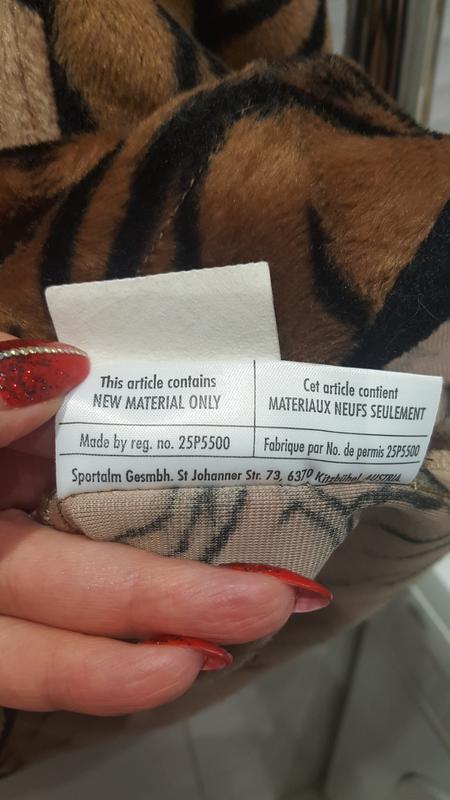 This article contains
NEW MATERIAL ONLY
Cet article contient
MATERIAUX NEUFS SEULEMENT
Made by reg. no. 25P5500
Fabrique par No. de permis 25P5500
Sportalm Gesmbh. St Johanner Str. 73, 6370 Kitzbühel, AUSTRIA